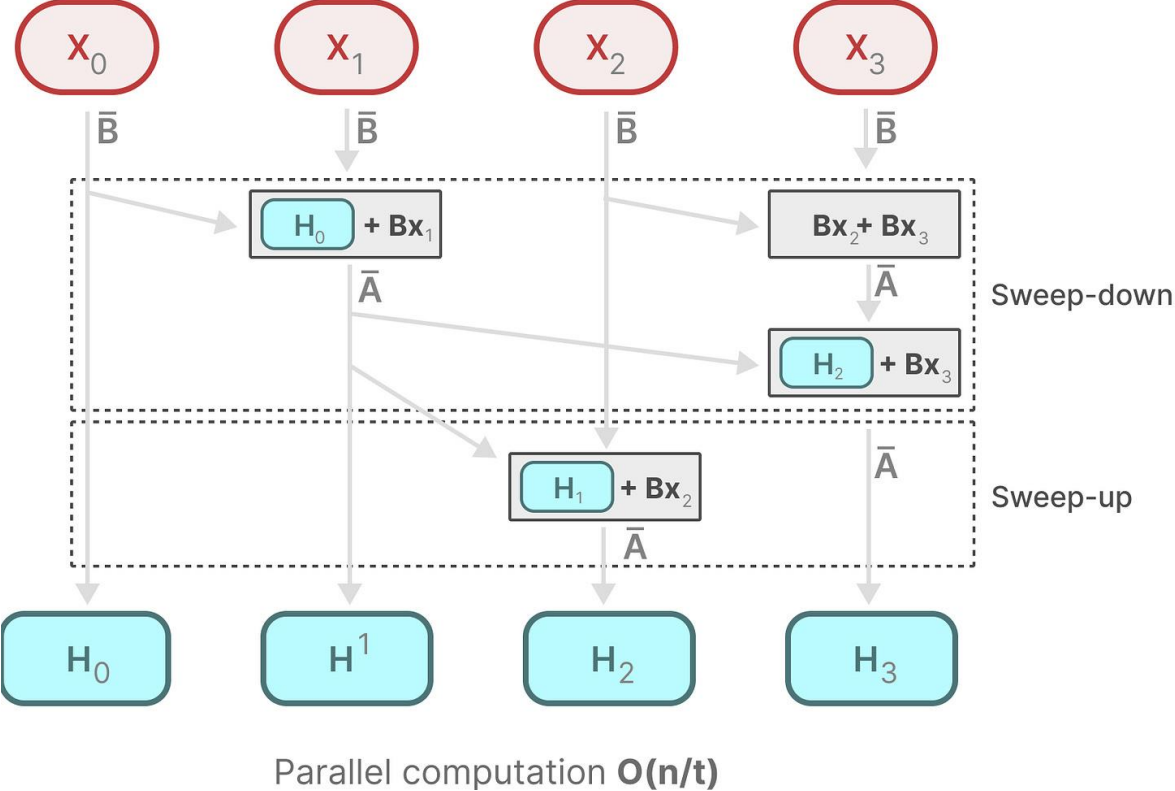 X₀ X₁ X₂ X₃
B̅ B̅ B̅ B̅
H₀ + Bx₁ Bx₂+ Bx₃
A̅ A̅
Sweep-down
H₂ + Bx₃
A̅
H₁ + Bx₂
Sweep-up
A̅
H₀ H¹ H₂ H₃
Parallel computation O(n/t)